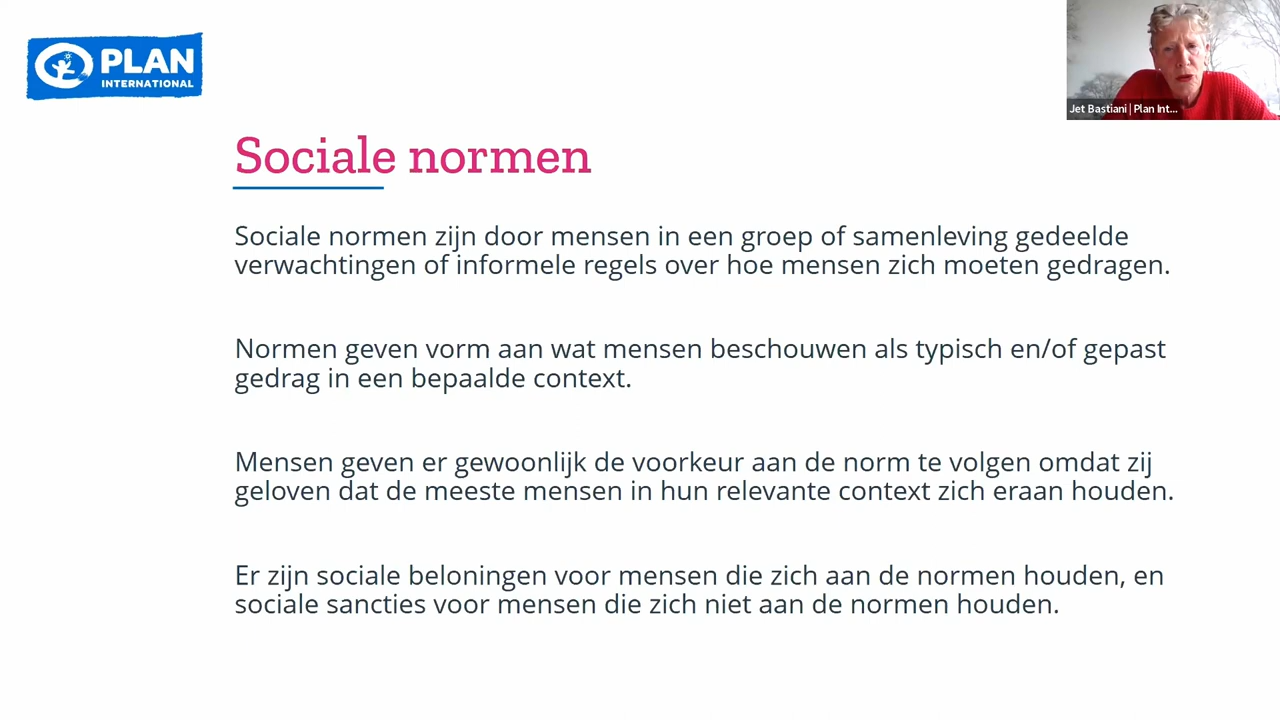 PLAN
INTERNATIONAL
Jet Bastiani | Plan Int...
Sociale normen
Sociale normen zijn door mensen in een groep of samenleving gedeelde
verwachtingen of informele regels over hoe mensen zich moeten gedragen.
Normen geven vorm aan wat mensen beschouwen als typisch en/of gepast
gedrag in een bepaalde context.
Mensen geven er gewoonlijk de voorkeur aan de norm te volgen omdat zij
geloven dat de meeste mensen in hun relevante context zich eraan houden.
Er zijn sociale beloningen voor mensen die zich aan de normen houden, en
sociale sancties voor mensen die zich niet aan de normen houden.